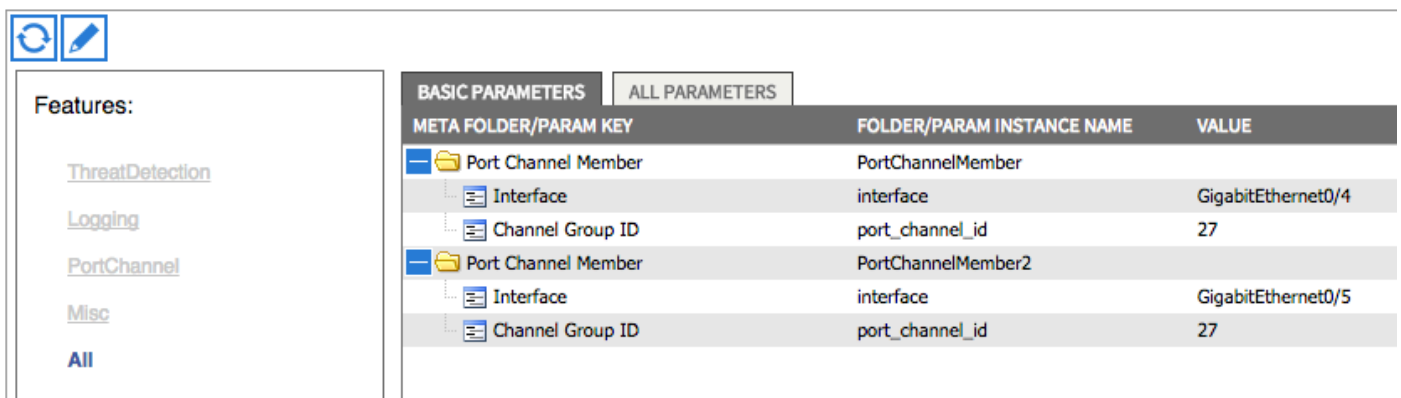 Features:
ThreatDetection
Logging
PortChannel
Misc
All
BASIC PARAMETERS ALL PARAMETERS
META FOLDER/PARAM KEY FOLDER/PARAM INSTANCE NAME VALUE
Port Channel Member PortChannelMember
Interface interface GigabitEthernet0/4
Channel Group ID port_channel_id 27
Port Channel Member PortChannelMember2
Interface interface GigabitEthernet0/5
Channel Group ID port_channel_id 27